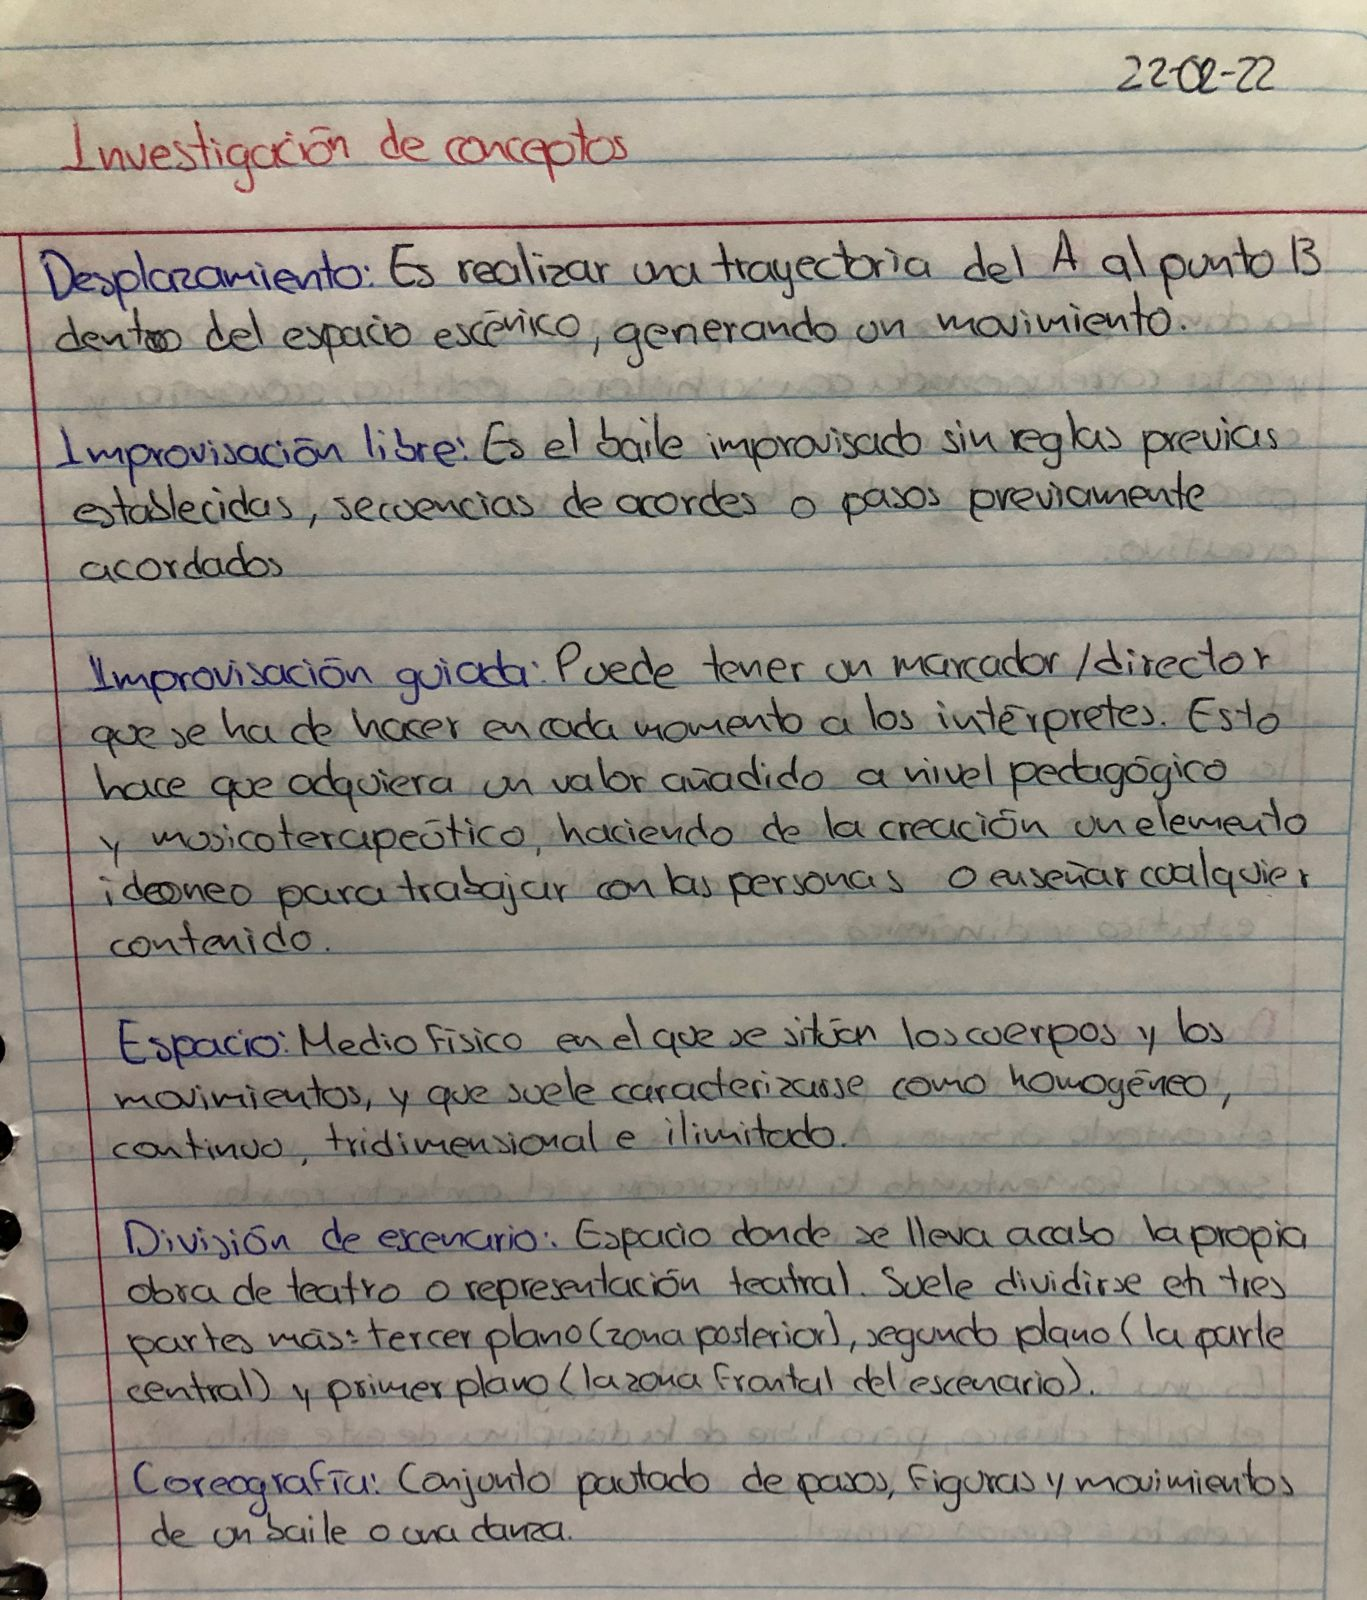 22-02-22
Investigación de conceptos
Desplazamiento: Es realizar una trayectoria del A al punto B
dentro del espacio escénico, generando un movimiento.
Improvisación libre: Es el baile improvisado sin reglas previas
establecidas, secuencias de acordes o pasos previamente
acordados
Improvisación guiada: Puede tener un marcador/director
que se ha de hacer en cada momento a los intérpretes. Esto
hace que adquiera un valor añadido a nivel pedagógico
y musicoterapeútico, haciendo de la creación un elemento
idoneo para trabajar con las personas o enseñar cualquier
contenido.
Espacio: Medio físico en el que se sitúan los cuerpos y los
movimientos, y que suele caracterizarse como homogéneo,
continuo, tridimensional e ilimitado.
División de escenario: Espacio donde se lleva acabo la propia
obra de teatro o representación teatral. Suele dividirse en tres
partes más: tercer plano (zona posterior), segundo plano (la parte
central) y primer plano (la zona frontal del escenario).
Coreografía: Conjunto pautado de pasos, figuras y movimientos
de un baile o una danza.